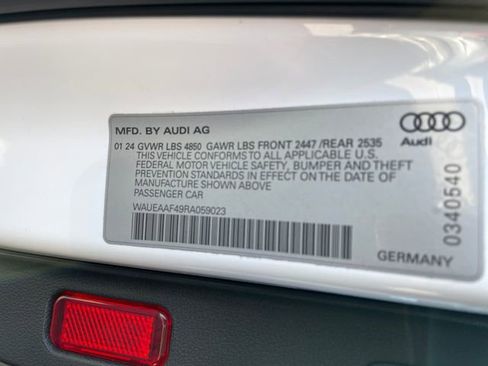 MFD. BY AUDI AG
01 24 GVWR LBS 4850 GAWR LBS FRONT 2447 /REAR 2535
THIS VEHICLE CONFORMS TO ALL APPLICABLE U.S.
FEDERAL MOTOR VEHICLE SAFETY, BUMPER AND THEFT
PREVENTION STANDARDS IN EFFECT ON THE DATE OF
MANUFACTURE SHOWN ABOVE
PASSENGER CAR
WAUEAAF49RA059023
Audi
0340540
GERMANY